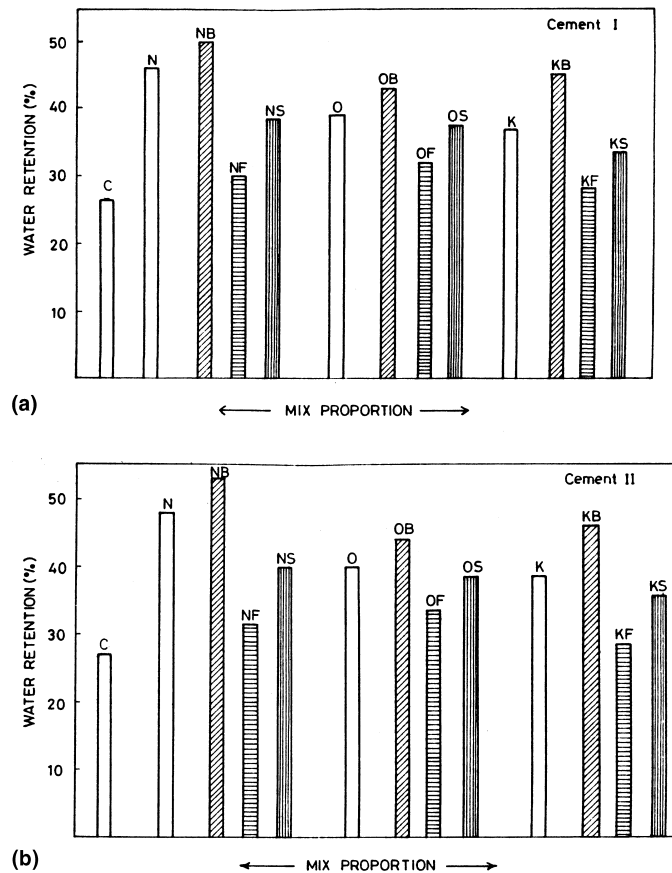 Cement I
WATER RETENTION (%)
50
40
30
20
10
C
N
NB
NF
NS
O
OB
OF
OS
K
KB
KF
KS
(a)
MIX PROPORTION
Cement II
WATER RETENTION (%)
50
40
30
20
10
C
N
NB
NF
NS
O
OB
OF
OS
K
KB
KF
KS
(b)
MIX PROPORTION